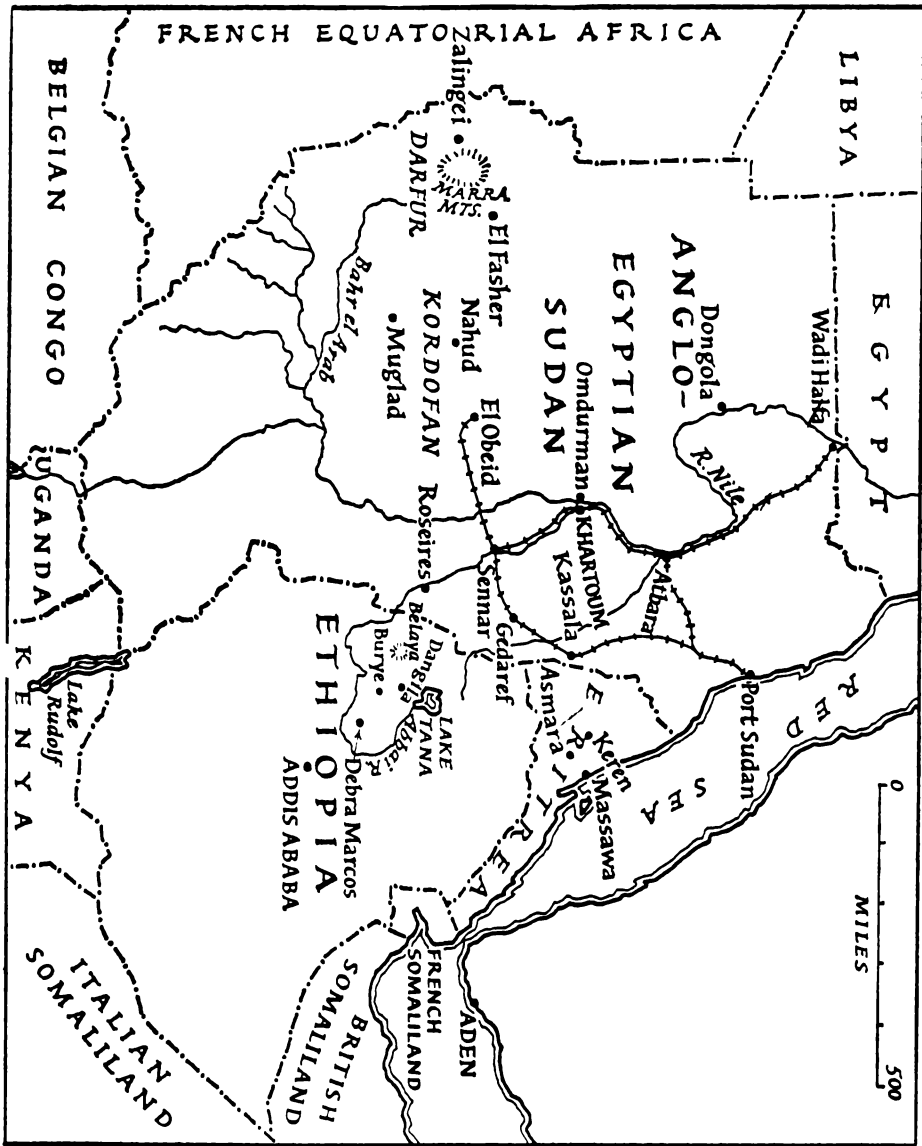 LIBYA
EGYPT
Wadi Halfa
RED SEA
0 500
MILES
FRENCH EQUATORIAL AFRICA
ANGLO–
EGYPTIAN
SUDAN
Dongola
R. Nile
Port Sudan
Atbara
Omdurman
KHARTOUM
Kassala
ERITREA
Keren
Massawa
Asmara
Zalingei
MARRA
MTS.
El Fasher
DARFUR
Nahud
KORDOFAN
El Obeid
Sennar
Gedaref
Muglad
Roseires
Bahr el Arab
LAKE
TANA
Dangila
Belaya
Burye
Abbai R.
Debra Marcos
ADDIS ABABA
ETHIOPIA
ADEN
FRENCH
SOMALILAND
BRITISH
SOMALILAND
BELGIAN CONGO
UGANDA
KENYA
Lake
Rudolf
ITALIAN
SOMALILAND